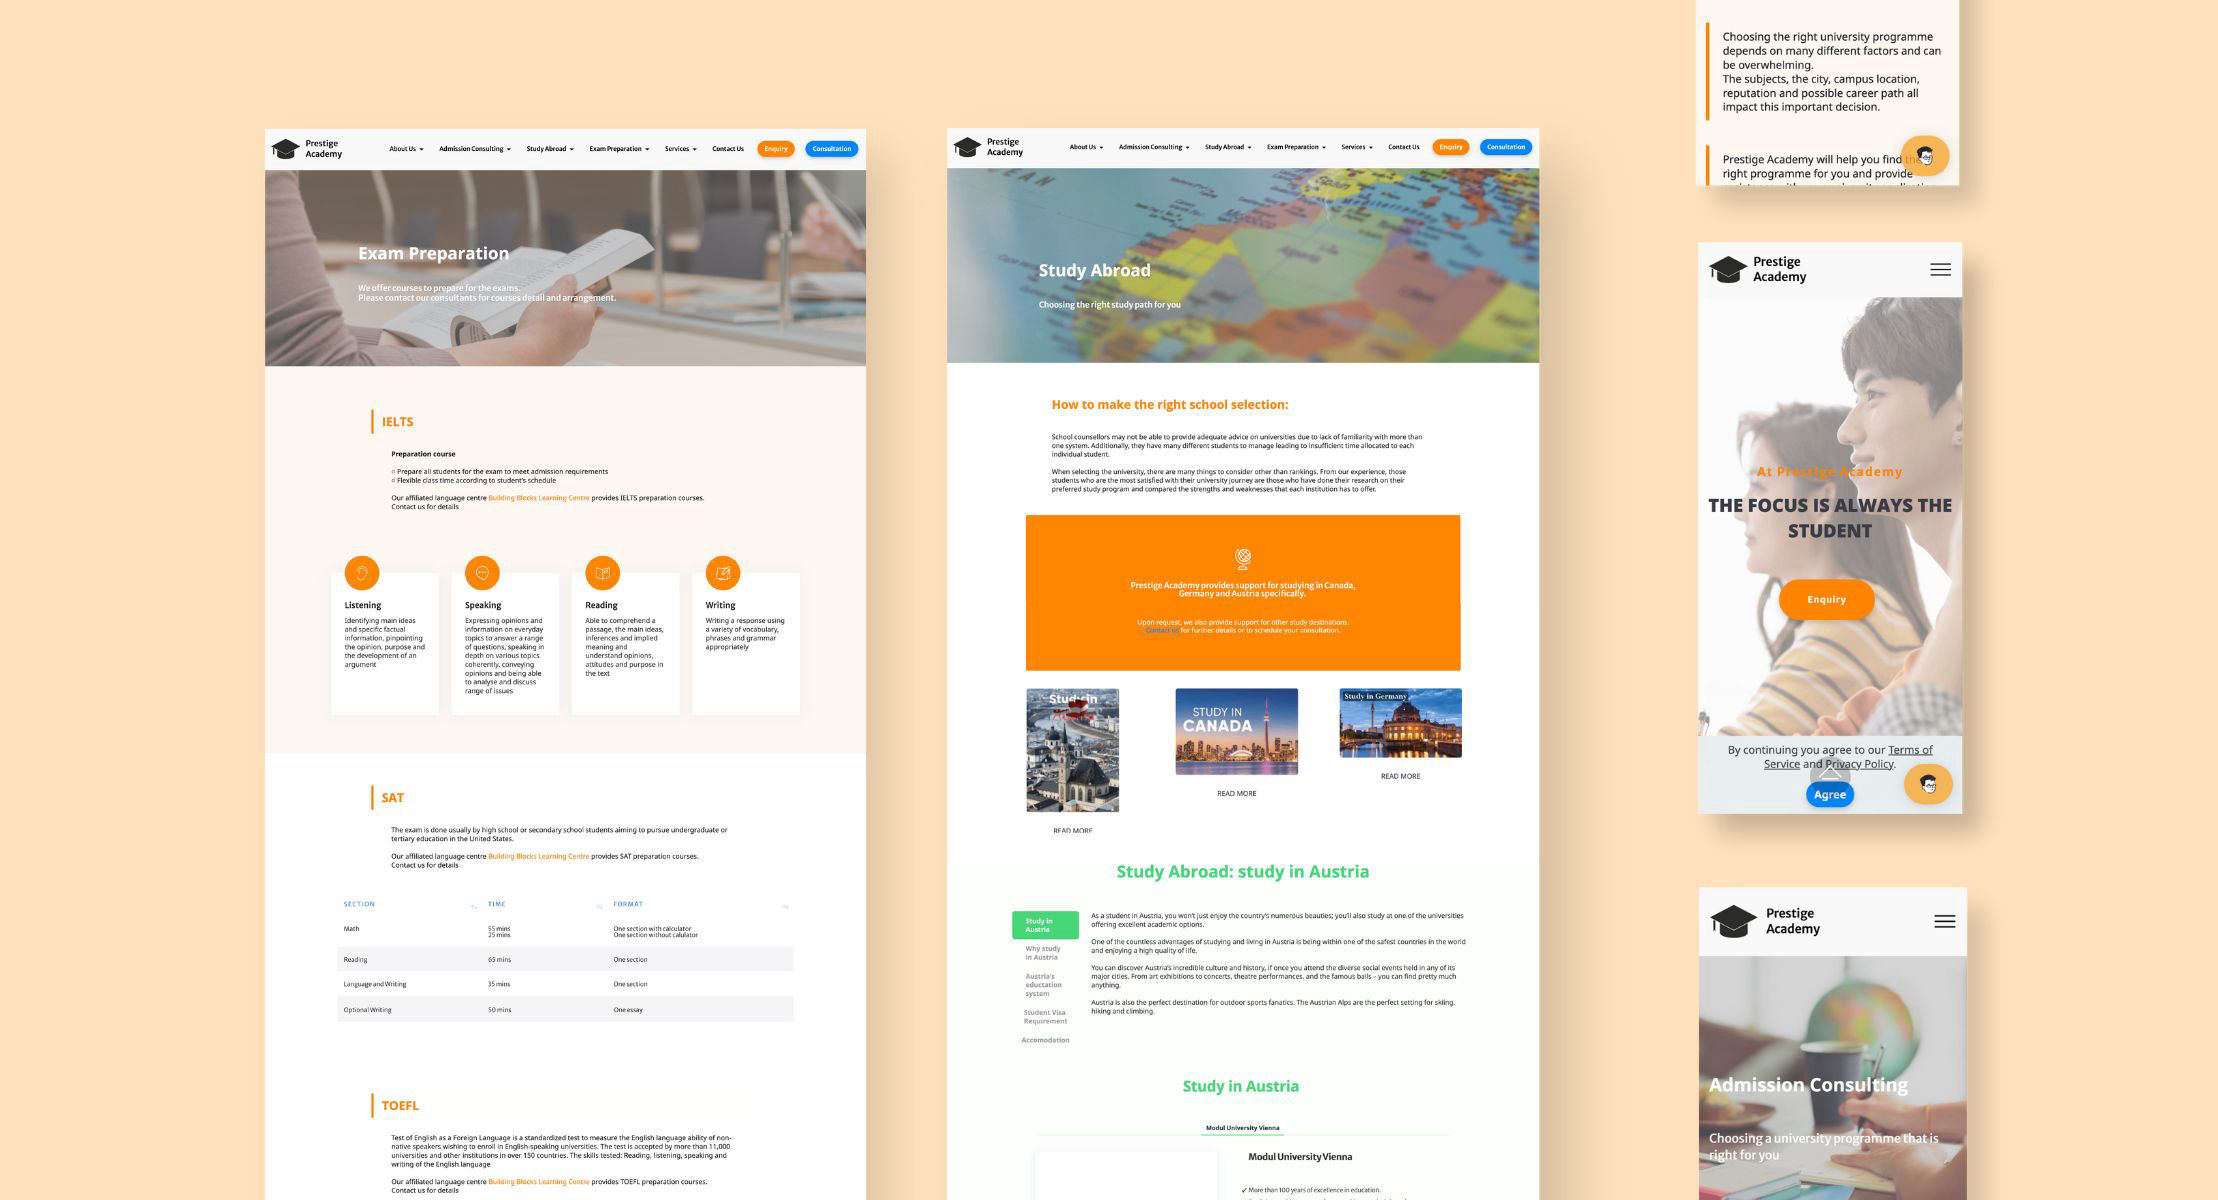 Prestige
Academy
About Us
Admission Consulting
Study Abroad
Exam Preparation
Services
Contact Us
Enquiry
Consultation
Exam Preparation
We offer courses to prepare for the exams.
Please contact our consultants for courses detail and arrangement.
IELTS
Preparation course
○ Prepare all students for the exam to meet admission requirements
○ Flexible class time according to student's schedule
Our affiliated language centre Building Blocks Learning Centre provides IELTS preparation courses.
Contact us for details
Listening
Identifying main ideas
and specific factual
information, pinpointing
the opinion, purpose and
the development of an
argument
Speaking
Expressing opinions and
information on everyday
topics to answer a range
of questions, speaking in
depth on various topics
coherently, conveying
opinions and being able
to analyse and discuss
range of issues
Reading
Able to comprehend a
passage, the main ideas,
inferences and implied
meaning and
understand opinions,
attitudes and purpose in
the text
Writing
Writing a response using
a variety of vocabulary,
phrases and grammar
appropriately
SAT
The exam is done usually by high school or secondary school students aiming to pursue undergraduate or
tertiary education in the United States.
Our affiliated language centre Building Blocks Learning Centre provides SAT preparation courses.
Contact us for details
SECTION TIME FORMAT
Math 55 mins One section with calculator
25 mins One section without calulator
Reading 65 mins One section
Language and Writing 35 mins One section
Optional Writing 50 mins One essay
TOEFL
Test of English as a Foreign Language is a standardized test to measure the English language ability of non-
native speakers wishing to enroll in English-speaking universities. The test is accepted by more than 11,000
universities and other institutions in over 150 countries. The skills tested: Reading, listening, speaking and
writing of the English language
Our affiliated language centre Building Blocks Learning Centre provides TOEFL preparation courses.
Contact us for details
Prestige
Academy
About Us
Admission Consulting
Study Abroad
Exam Preparation
Services
Contact Us
Enquiry
Consultation
Study Abroad
Choosing the right study path for you
How to make the right school selection:
School counsellors may not be able to provide adequate advice on universities due to lack of familiarity with more than
one system. Additionally, they have many different students to manage leading to insufficient time allocated to each
individual student.
When selecting the university, there are many things to consider other than rankings. From our experience, those
students who are the most satisfied with their university journey are those who have done their research on their
preferred study program and compared the strengths and weaknesses that each institution has to offer.
Prestige Academy provides support for studying in Canada,
Germany and Austria specifically.
Upon request, we also provide support for other study destinations.
Contact us for further details or to schedule your consultation.
Study in
READ MORE
STUDY IN
CANADA
READ MORE
Study in Germany
READ MORE
Study Abroad: study in Austria
Study in
Austria
Why study
in Austria
Austria's
eductation
system
Student Visa
Requirement
Accomodation
As a student in Austria, you won't just enjoy the country's numerous beauties; you'll also study at one of the universities
offering excellent academic options.
One of the countless advantages of studying and living in Austria is being within one of the safest countries in the world
and enjoying a high quality of life.
You can discover Austria's incredible culture and history, if once you attend the diverse social events held in any of its
major cities. From art exhibitions to concerts, theatre performances, and the famous balls – you can find pretty much
anything.
Austria is also the perfect destination for outdoor sports fanatics. The Austrian Alps are the perfect setting for skiing,
hiking and climbing.
Study in Austria
Modul University Vienna
Modul University Vienna
✓ More than 100 years of excellence in education.
Choosing the right university programme
depends on many different factors and can
be overwhelming.
The subjects, the city, campus location,
reputation and possible career path all
impact this important decision.
Prestige Academy will help you find the
right programme for you and provide
Prestige
Academy
At Prestige Academy
THE FOCUS IS ALWAYS THE
STUDENT
Enquiry
By continuing you agree to our Terms of
Service and Privacy Policy.
Agree
Prestige
Academy
Admission Consulting
Choosing a university programme that is
right for you